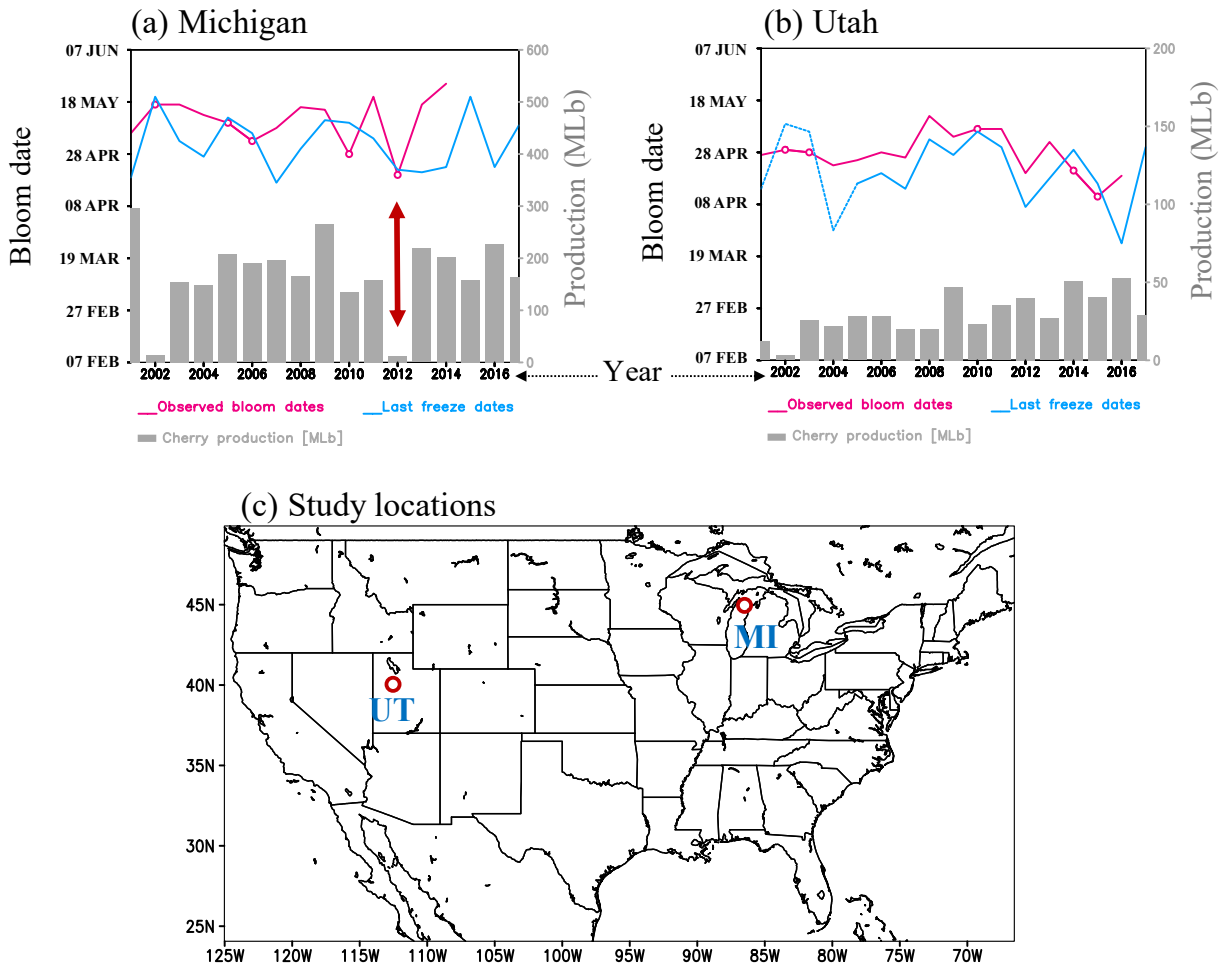 (a) Michigan
07 JUN
18 MAY
28 APR
08 APR
19 MAR
27 FEB
07 FEB
Bloom date
600
500
400
300
200
100
0
Production (MLb)
2002 2004 2006 2008 2010 2012 2014 2016
__Observed bloom dates
__Last freeze dates
Cherry production [MLb]
Year
(b) Utah
07 JUN
18 MAY
28 APR
08 APR
19 MAR
27 FEB
07 FEB
Bloom date
200
150
100
50
0
Production (MLb)
2002 2004 2006 2008 2010 2012 2014 2016
__Observed bloom dates
__Last freeze dates
Cherry production [MLb]
(c) Study locations
45N
40N
35N
30N
25N
MI
UT
125W 120W 115W 110W 105W 100W 95W 90W 85W 80W 75W 70W